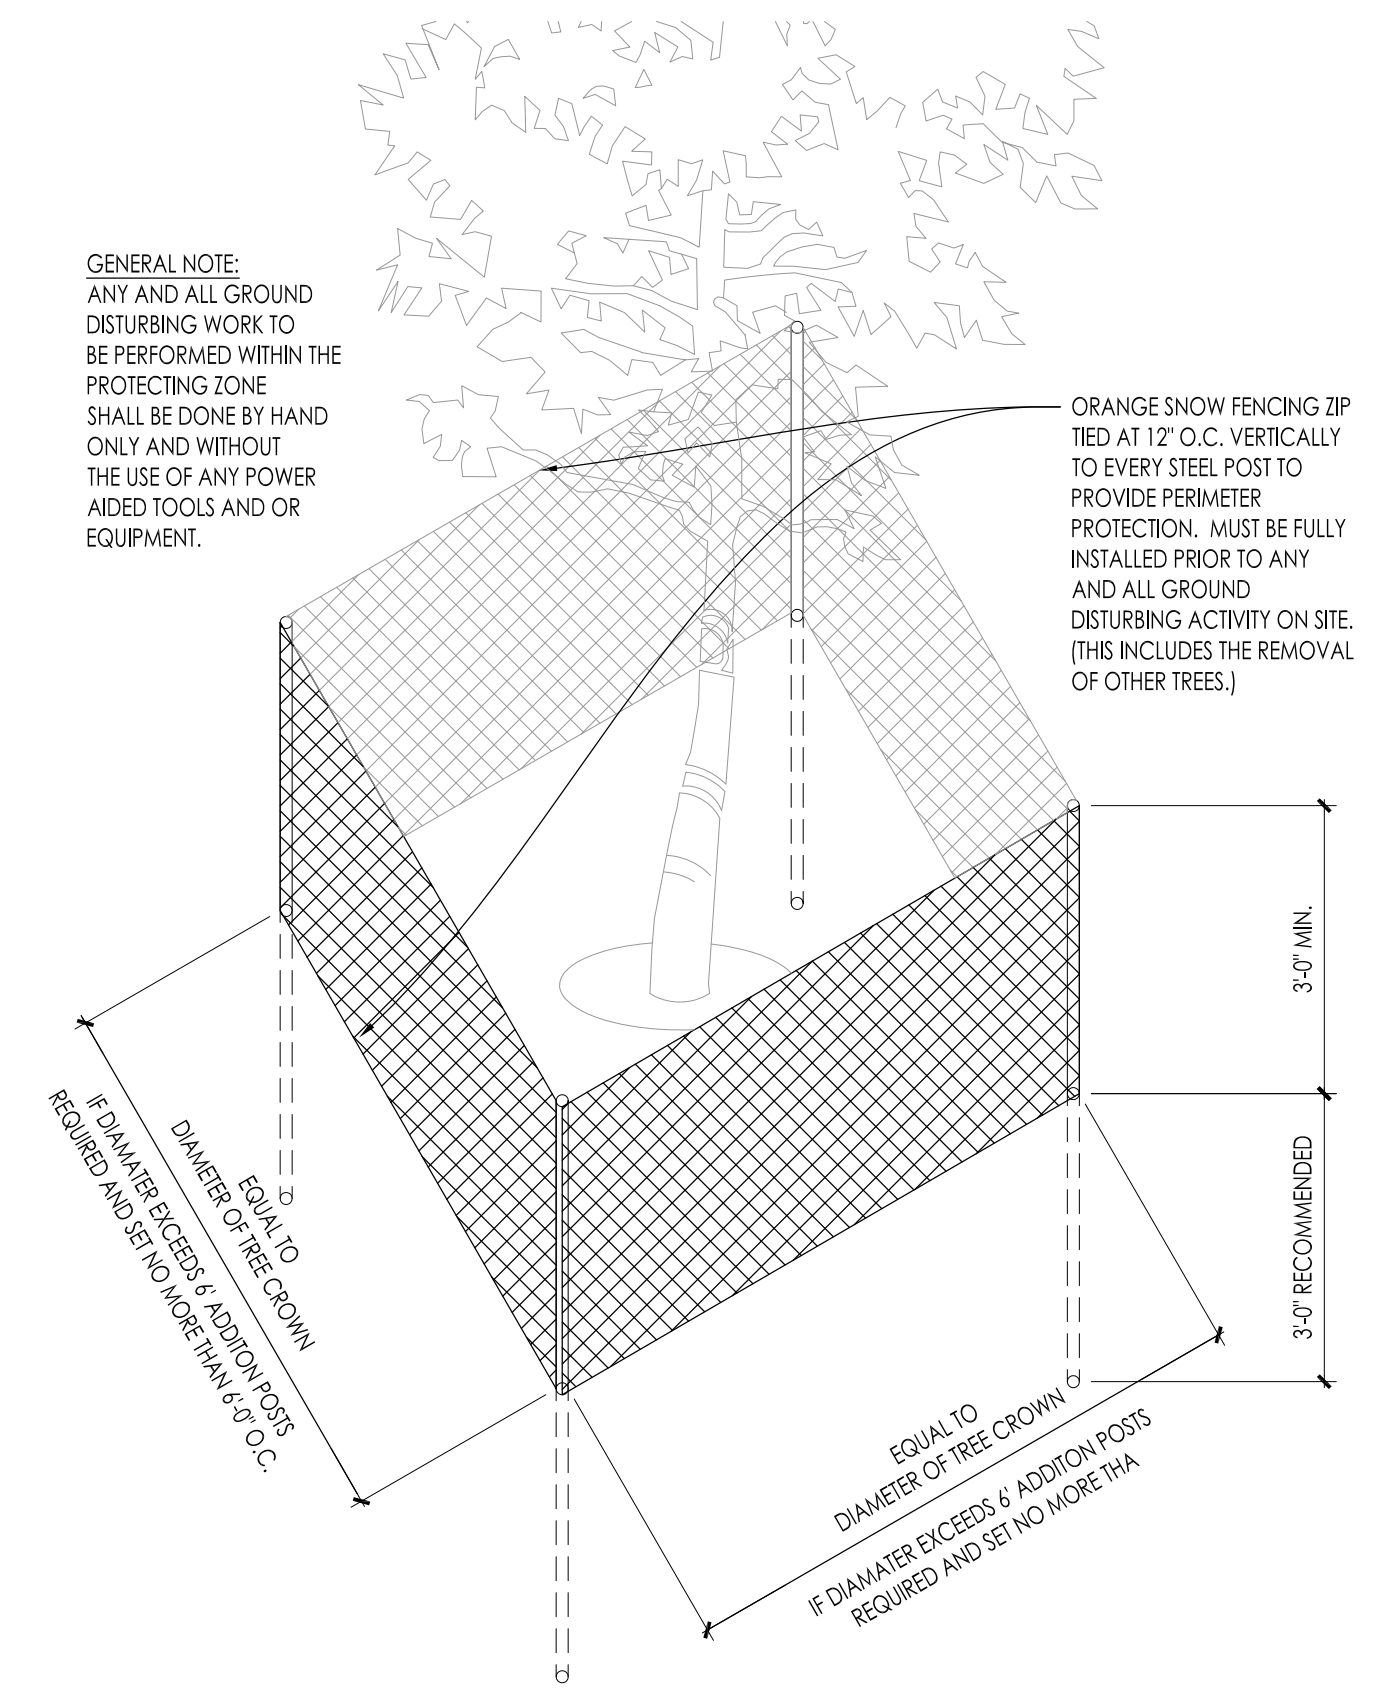 GENERAL NOTE:
ANY AND ALL GROUND
DISTURBING WORK TO
BE PERFORMED WITHIN THE
PROTECTING ZONE
SHALL BE DONE BY HAND
ONLY AND WITHOUT
THE USE OF ANY POWER
AIDED TOOLS AND OR
EQUIPMENT.
ORANGE SNOW FENCING ZIP
TIED AT 12" O.C. VERTICALLY
TO EVERY STEEL POST TO
PROVIDE PERIMETER
PROTECTION. MUST BE FULLY
INSTALLED PRIOR TO ANY
AND ALL GROUND
DISTURBING ACTIVITY ON SITE.
(THIS INCLUDES THE REMOVAL
OF OTHER TREES.)
3'-0" MIN.
3'-0" RECOMMENDED
EQUAL TO
DIAMETER OF TREE CROWN
IF DIAMATER EXCEEDS 6' ADDITON POSTS
REQUIRED AND SET NO MORE THAN 6'-0" O.C.
EQUAL TO
DIAMETER OF TREE CROWN
IF DIAMATER EXCEEDS 6' ADDITON POSTS
REQUIRED AND SET NO MORE THA